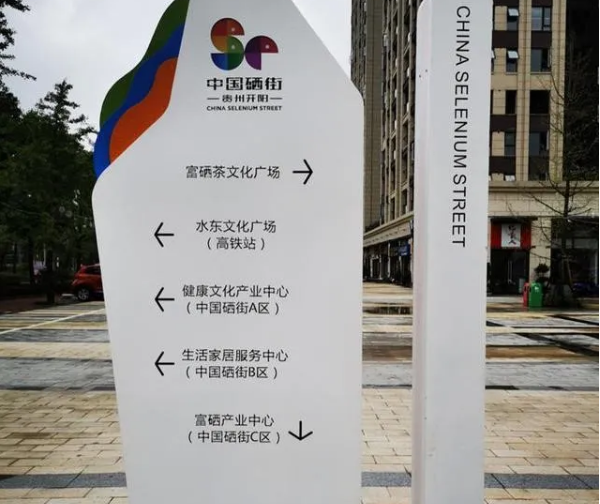 中国硒街
贵州开阳
CHINA SELENIUM STREET
富硒茶文化广场
水东文化广场
（高铁站）
健康文化产业中心
（中国硒街A区）
生活家居服务中心
（中国硒街B区）
富硒产业中心
（中国硒街C区）
CHINA SELENIUM STREET